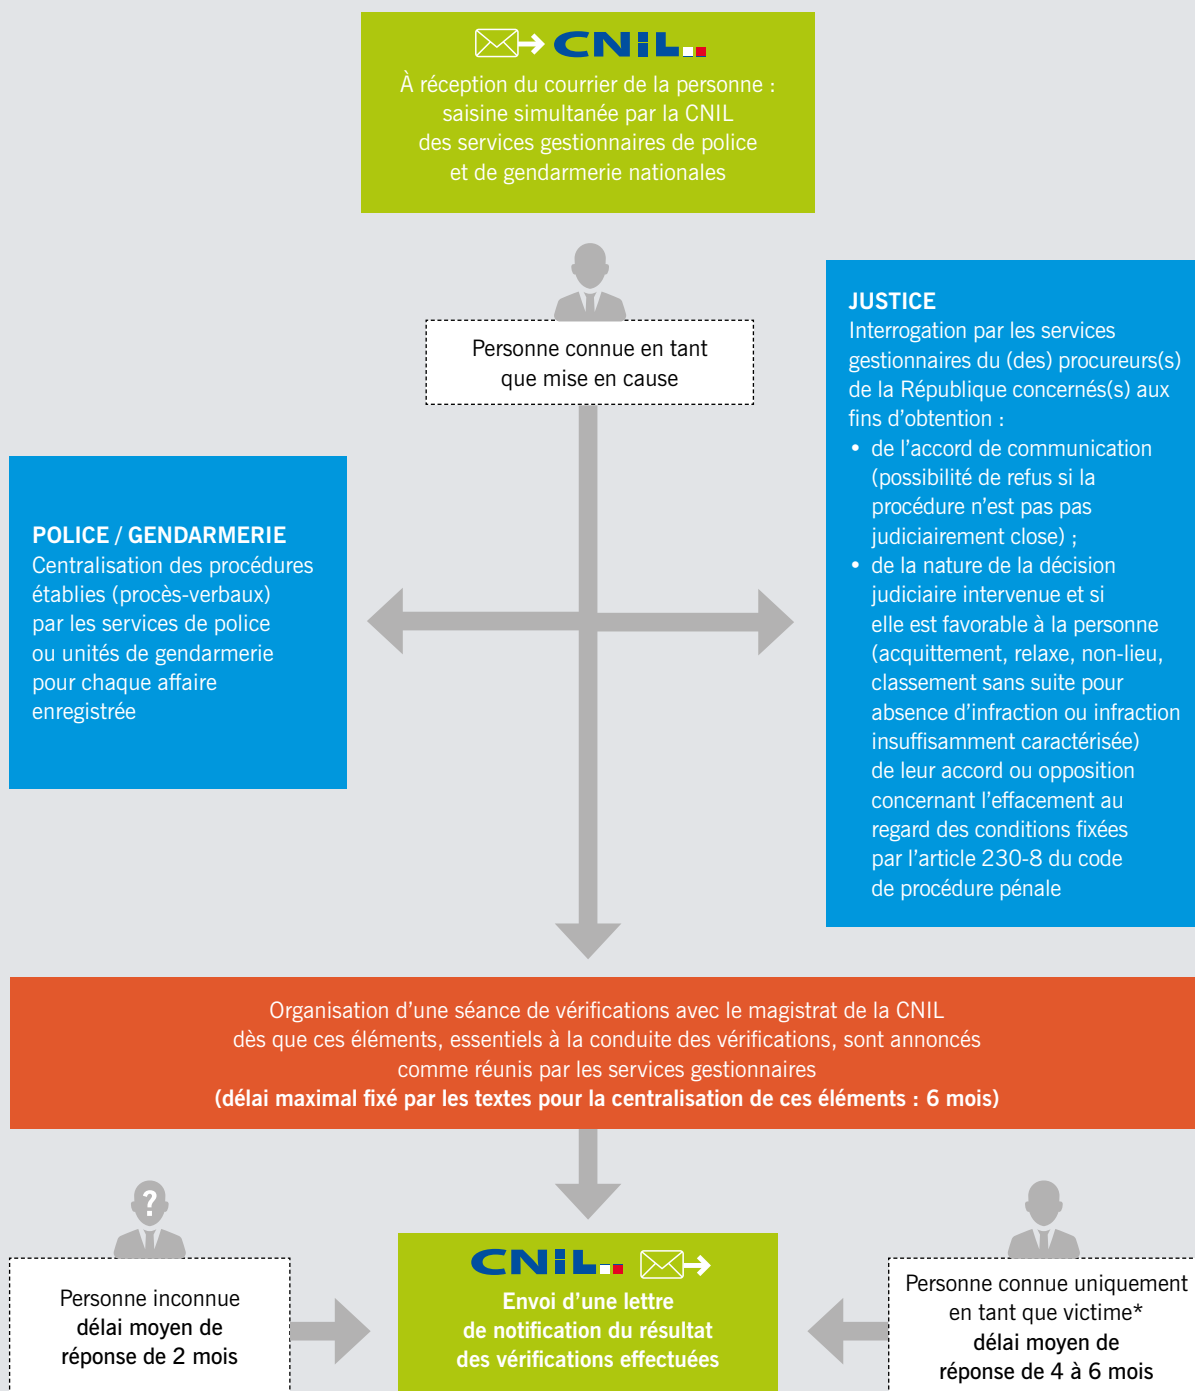 CNIL
À réception du courrier de la personne :
saisine simultanée par la CNIL
des services gestionnaires de police
et de gendarmerie nationales
Personne connue en tant
que mise en cause
POLICE / GENDARMERIE
Centralisation des procédures
établies (procès-verbaux)
par les services de police
ou unités de gendarmerie
pour chaque affaire
enregistrée
JUSTICE
Interrogation par les services
gestionnaires du (des) procureurs(s)
de la République concernés(s) aux
fins d’obtention :
• de l’accord de communication
(possibilité de refus si la
procédure n’est pas pas
judiciairement close) ;
• de la nature de la décision
judiciaire intervenue et si
elle est favorable à la personne
(acquittement, relaxe, non-lieu,
classement sans suite pour
absence d’infraction ou infraction
insuffisamment caractérisée)
de leur accord ou opposition
concernant l’effacement au
regard des conditions fixées
par l’article 230-8 du code
de procédure pénale
Organisation d’une séance de vérifications avec le magistrat de la CNIL
dès que ces éléments, essentiels à la conduite des vérifications, sont annoncés
comme réunis par les services gestionnaires
(délai maximal fixé par les textes pour la centralisation de ces éléments : 6 mois)
?
Personne inconnue
délai moyen de
réponse de 2 mois
CNIL
Envoi d’une lettre
de notification du résultat
des vérifications effectuées
Personne connue uniquement
en tant que victime*
délai moyen de
réponse de 4 à 6 mois